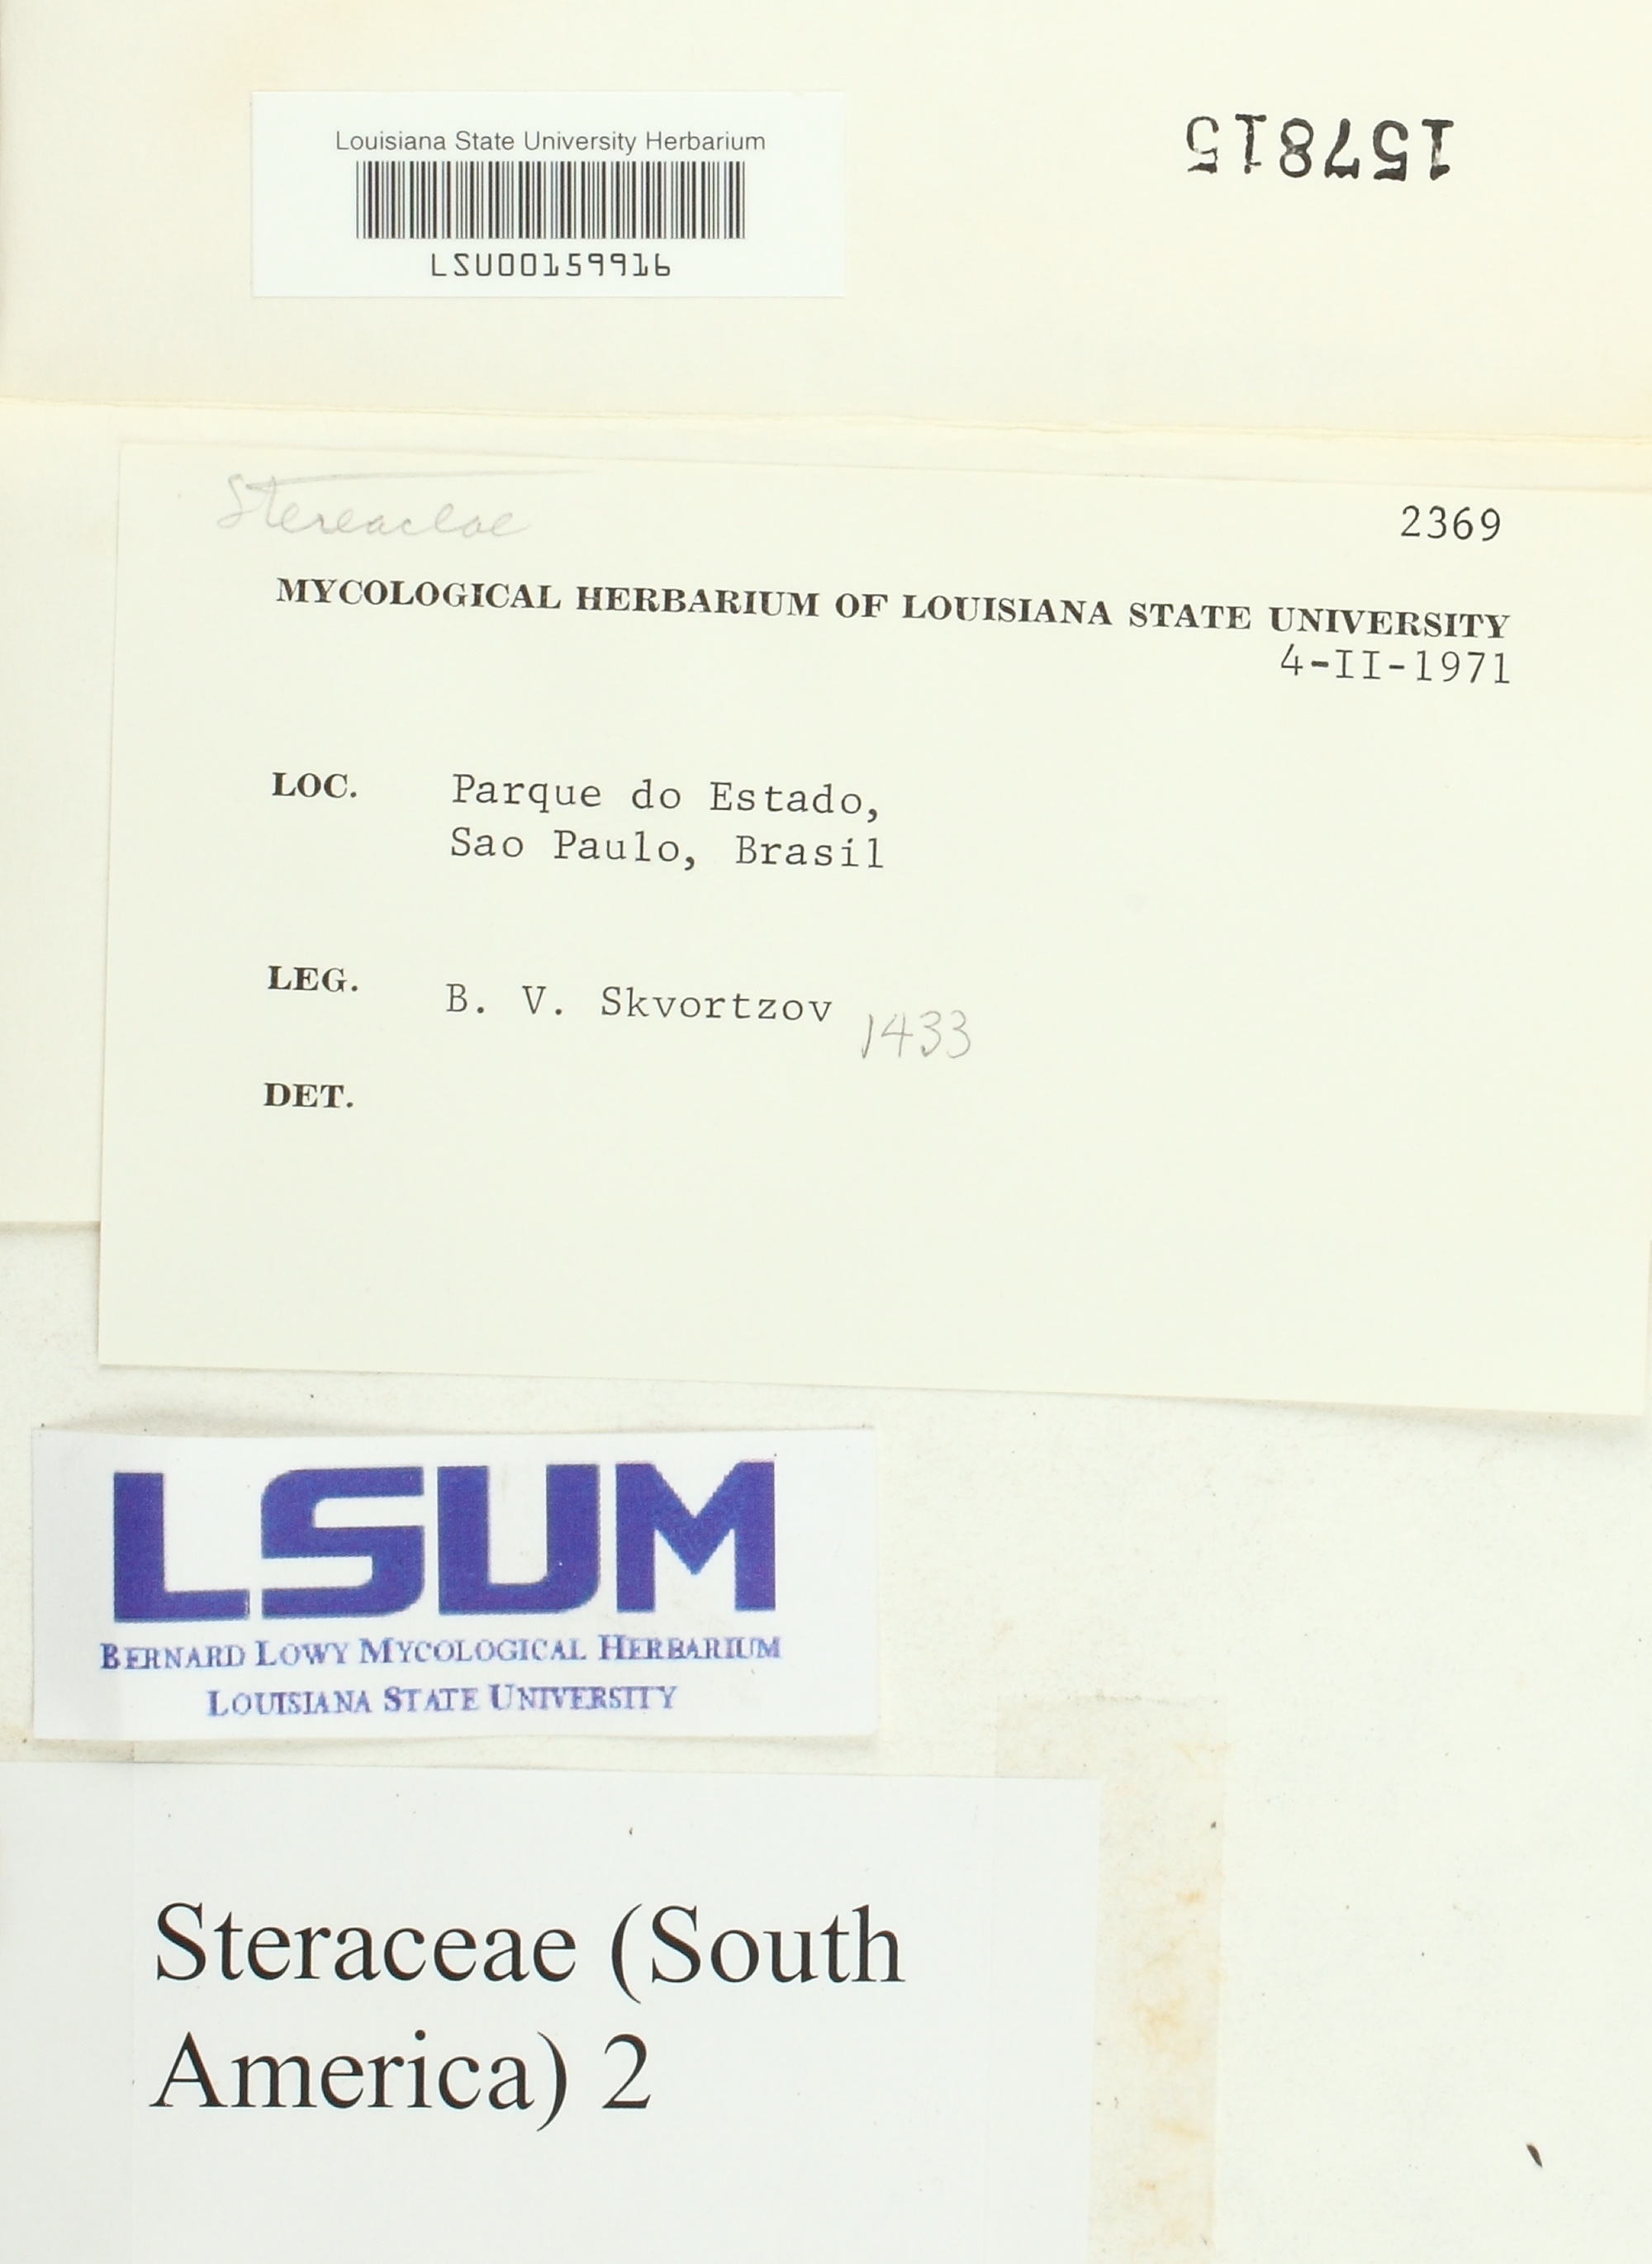 Louisiana State University Herbarium
LSU00159916
157815
Stereaceae
2369
MYCOLOGICAL HERBARIUM OF LOUISIANA STATE UNIVERSITY
4-II-1971
LOC. Parque do Estado,
Sao Paulo, Brasil
LEG. B. V. Skvortzov 1433
DET.
LSUM
BERNARD LOWY MYCOLOGICAL HERBARIUM
LOUISIANA STATE UNIVERSITY
Steraceae (South
America) 2